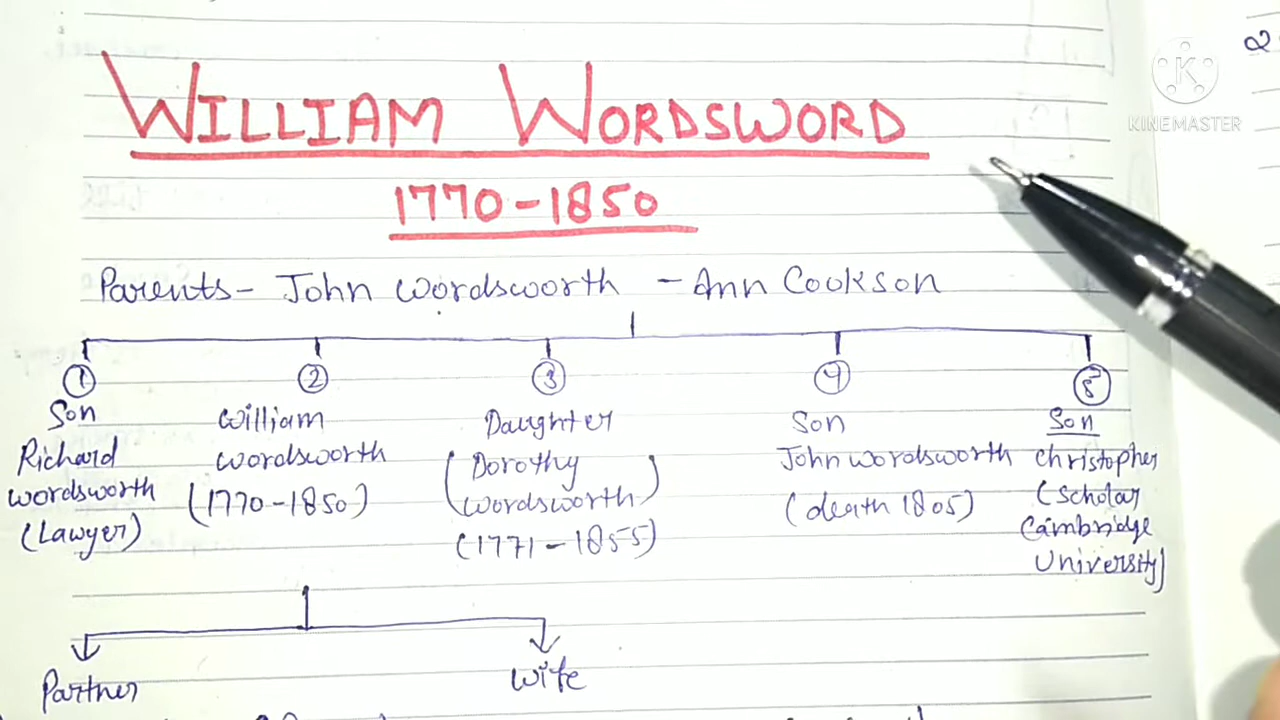 WILLIAM WORDSWORD
KINEMASTER
1770-1850
Parents- John wordsworth - Ann Cookson
1 2 3 4 5
Son William Daughter Son Son
Richard wordsworth (Dorothy John wordsworth christopher
wordsworth (1770-1850) wordsworth) (death 1805) (scholar
(Lawyer) (1771-1855) Cambridge
University)
Partner Wife